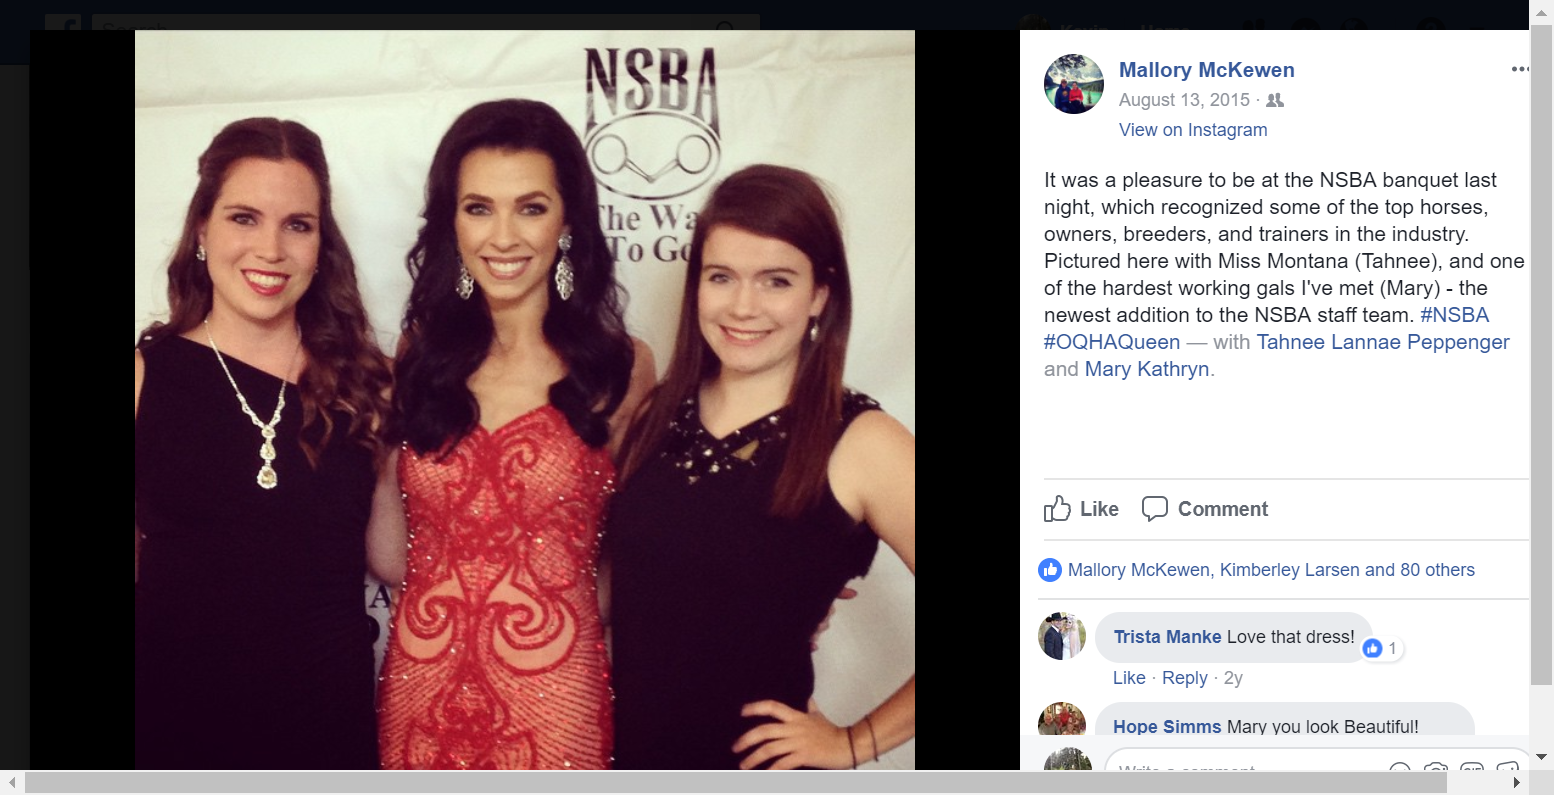 Search
Home
NSBA
The Wa
To Go
Mallory McKewen
August 13, 2015 ·
View on Instagram
It was a pleasure to be at the NSBA banquet last
night, which recognized some of the top horses,
owners, breeders, and trainers in the industry.
Pictured here with Miss Montana (Tahnee), and one
of the hardest working gals I've met (Mary) - the
newest addition to the NSBA staff team. #NSBA
#OQHAQueen — with Tahnee Lannae Peppenger
and Mary Kathryn.
Like Comment
Mallory McKewen, Kimberley Larsen and 80 others
Trista Manke Love that dress!
1
Like · Reply · 2y
Hope Simms Mary you look Beautiful!
Write a comment...